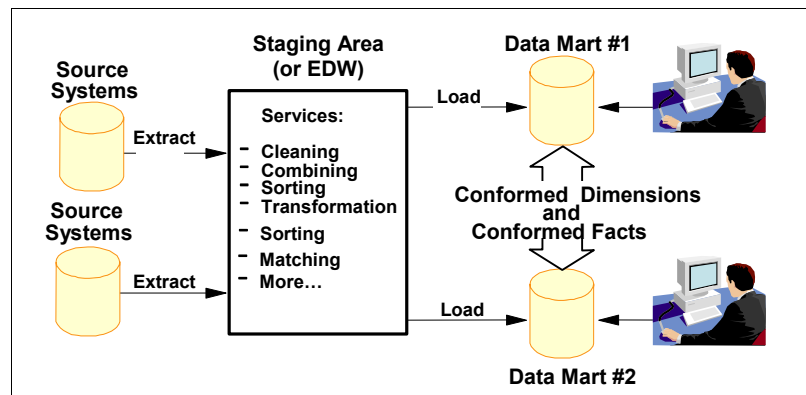 Staging Area
(or EDW)
Data Mart #1
Source
Systems
Extract
Services:
- Cleaning
- Combining
- Sorting
- Transformation
- Sorting
- Matching
- More...
Load
Conformed Dimensions
and
Conformed Facts
Source
Systems
Extract
Load
Data Mart #2